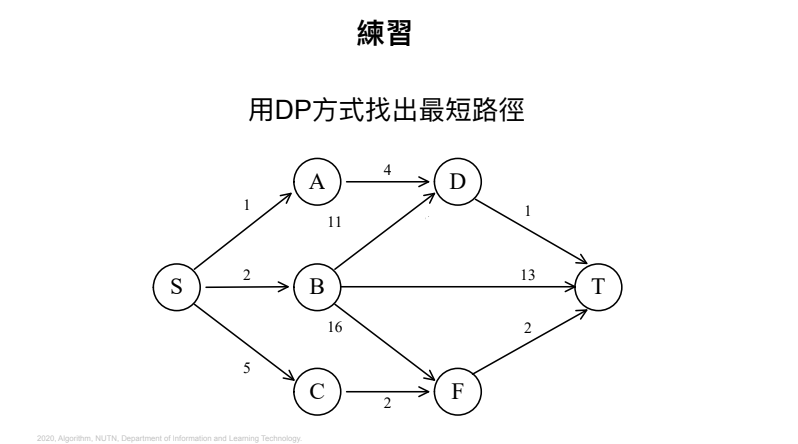 練習
用DP方式找出最短路徑
A 4 D
1 11 1
S 2 B 13 T
16 2
5
C 2 F
2020, Algorithm, NUTN, Department of Information and Learning Technology.